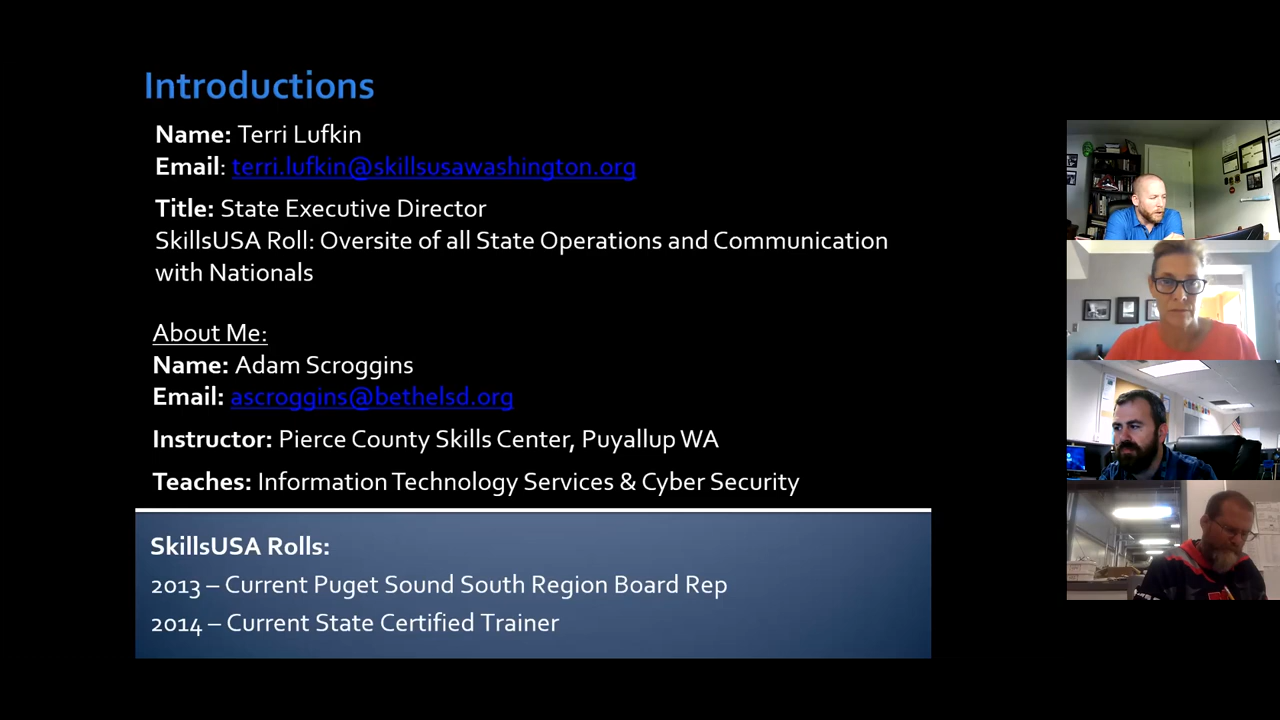 Introductions
Name: Terri Lufkin
Email: terri.lufkin@skillsusawashington.org
Title: State Executive Director
SkillsUSA Roll: Oversite of all State Operations and Communication
with Nationals
About Me:
Name: Adam Scroggins
Email: ascroggins@bethelsd.org
Instructor: Pierce County Skills Center, Puyallup WA
Teaches: Information Technology Services & Cyber Security
SkillsUSA Rolls:
2013 – Current Puget Sound South Region Board Rep
2014 – Current State Certified Trainer